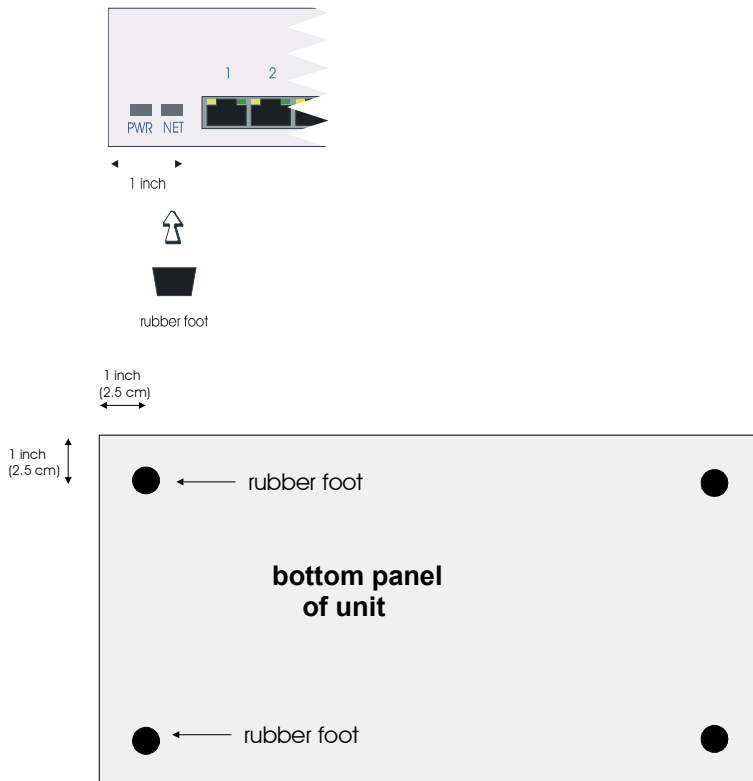 1 2
PWR NET
1 inch
rubber foot
1 inch
(2.5 cm)
1 inch
(2.5 cm)
rubber foot
bottom panel
of unit
rubber foot